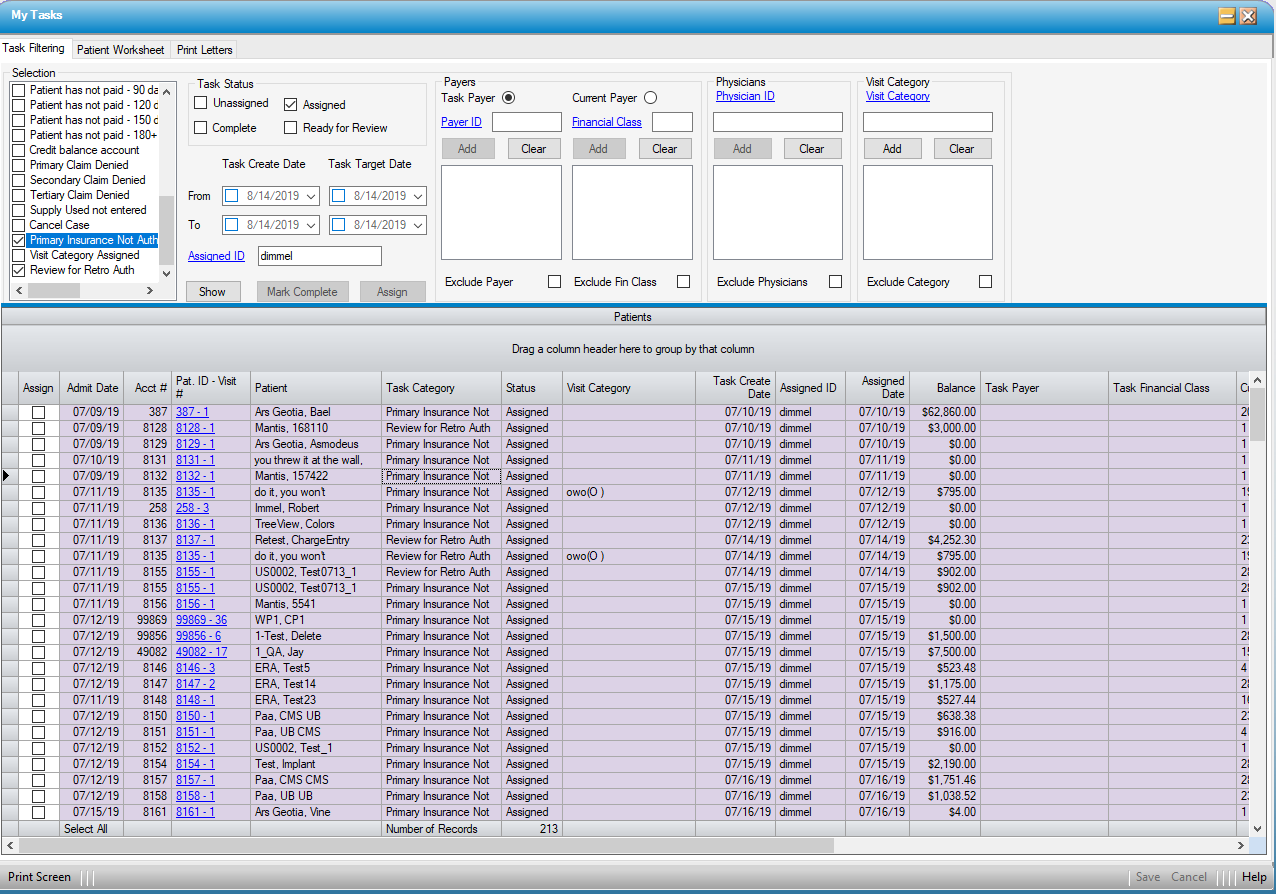 My Tasks
Task Filtering Patient Worksheet Print Letters
Selection
Patient has not paid - 90 da
Patient has not paid - 120 d
Patient has not paid - 150 d
Patient has not paid - 180+
Credit balance account
Primary Claim Denied
Secondary Claim Denied
Tertiary Claim Denied
Supply Used not entered
Cancel Case
Primary Insurance Not Auth
Visit Category Assigned
Review for Retro Auth
Task Status
Unassigned Assigned
Complete Ready for Review
Task Create Date Task Target Date
From 8/14/2019 8/14/2019
To 8/14/2019 8/14/2019
Assigned ID dimmel
Show Mark Complete Assign
Payers
Task Payer Current Payer
Payer ID Financial Class
Add Clear Add Clear
Exclude Payer Exclude Fin Class
Physicians
Physician ID
Add Clear
Exclude Physicians
Visit Category
Visit Category
Add Clear
Exclude Category
Patients
Drag a column header here to group by that column
Assign Admit Date Acct # Pat. ID - Visit # Patient Task Category Status Visit Category Task Create Date Assigned ID Assigned Date Balance Task Payer Task Financial Class
07/09/19 387 387 - 1 Ars Geotia, Bael Primary Insurance Not Assigned 07/10/19 dimmel 07/10/19 $62,860.00 20
07/09/19 8128 8128 - 1 Mantis, 168110 Review for Retro Auth Assigned 07/10/19 dimmel 07/10/19 $3,000.00 1
07/09/19 8129 8129 - 1 Ars Geotia, Asmodeus Primary Insurance Not Assigned 07/10/19 dimmel 07/10/19 $0.00 1
07/10/19 8131 8131 - 1 you threw it at the wall, Primary Insurance Not Assigned 07/11/19 dimmel 07/11/19 $0.00 1
07/09/19 8132 8132 - 1 Mantis, 157422 Primary Insurance Not Assigned 07/11/19 dimmel 07/11/19 $0.00 1
07/11/19 8135 8135 - 1 do it, you won't Primary Insurance Not Assigned owo(O ) 07/12/19 dimmel 07/12/19 $795.00 19
07/11/19 258 258 - 3 Immel, Robert Primary Insurance Not Assigned 07/12/19 dimmel 07/12/19 $0.00 1
07/11/19 8136 8136 - 1 TreeView, Colors Primary Insurance Not Assigned 07/12/19 dimmel 07/12/19 $0.00 1
07/11/19 8137 8137 - 1 Retest, ChargeEntry Review for Retro Auth Assigned 07/14/19 dimmel 07/14/19 $4,252.30 23
07/11/19 8135 8135 - 1 do it, you won't Review for Retro Auth Assigned owo(O ) 07/14/19 dimmel 07/14/19 $795.00 19
07/11/19 8155 8155 - 1 US0002, Test0713_1 Review for Retro Auth Assigned 07/14/19 dimmel 07/14/19 $902.00 28
07/11/19 8155 8155 - 1 US0002, Test0713_1 Primary Insurance Not Assigned 07/15/19 dimmel 07/15/19 $902.00 28
07/11/19 8156 8156 - 1 Mantis, 5541 Primary Insurance Not Assigned 07/15/19 dimmel 07/15/19 $0.00 1
07/12/19 99869 99869 - 36 WP1, CP1 Primary Insurance Not Assigned 07/15/19 dimmel 07/15/19 $0.00 1
07/12/19 99856 99856 - 6 1-Test, Delete Primary Insurance Not Assigned 07/15/19 dimmel 07/15/19 $1,500.00 28
07/12/19 49082 49082 - 17 1_QA, Jay Primary Insurance Not Assigned 07/15/19 dimmel 07/15/19 $7,500.00 15
07/12/19 8146 8146 - 3 ERA, Test5 Primary Insurance Not Assigned 07/15/19 dimmel 07/15/19 $523.48 4
07/12/19 8147 8147 - 2 ERA, Test14 Primary Insurance Not Assigned 07/15/19 dimmel 07/15/19 $1,175.00 28
07/11/19 8148 8148 - 1 ERA, Test23 Primary Insurance Not Assigned 07/15/19 dimmel 07/15/19 $527.44 16
07/12/19 8150 8150 - 1 Paa, CMS UB Primary Insurance Not Assigned 07/15/19 dimmel 07/15/19 $638.38 23
07/12/19 8151 8151 - 1 Paa, UB CMS Primary Insurance Not Assigned 07/15/19 dimmel 07/15/19 $916.00 4
07/12/19 8152 8152 - 1 US0002, Test_1 Primary Insurance Not Assigned 07/15/19 dimmel 07/15/19 $0.00 1
07/12/19 8154 8154 - 1 Test, Implant Primary Insurance Not Assigned 07/15/19 dimmel 07/15/19 $2,190.00 28
07/12/19 8157 8157 - 1 Paa, CMS CMS Primary Insurance Not Assigned 07/16/19 dimmel 07/16/19 $1,751.46 28
07/12/19 8158 8158 - 1 Paa, UB UB Primary Insurance Not Assigned 07/16/19 dimmel 07/16/19 $1,038.52 23
07/15/19 8161 8161 - 1 Ars Geotia, Vine Primary Insurance Not Assigned 07/16/19 dimmel 07/16/19 $4.00 1
Select All Number of Records 213
Print Screen Save Cancel Help